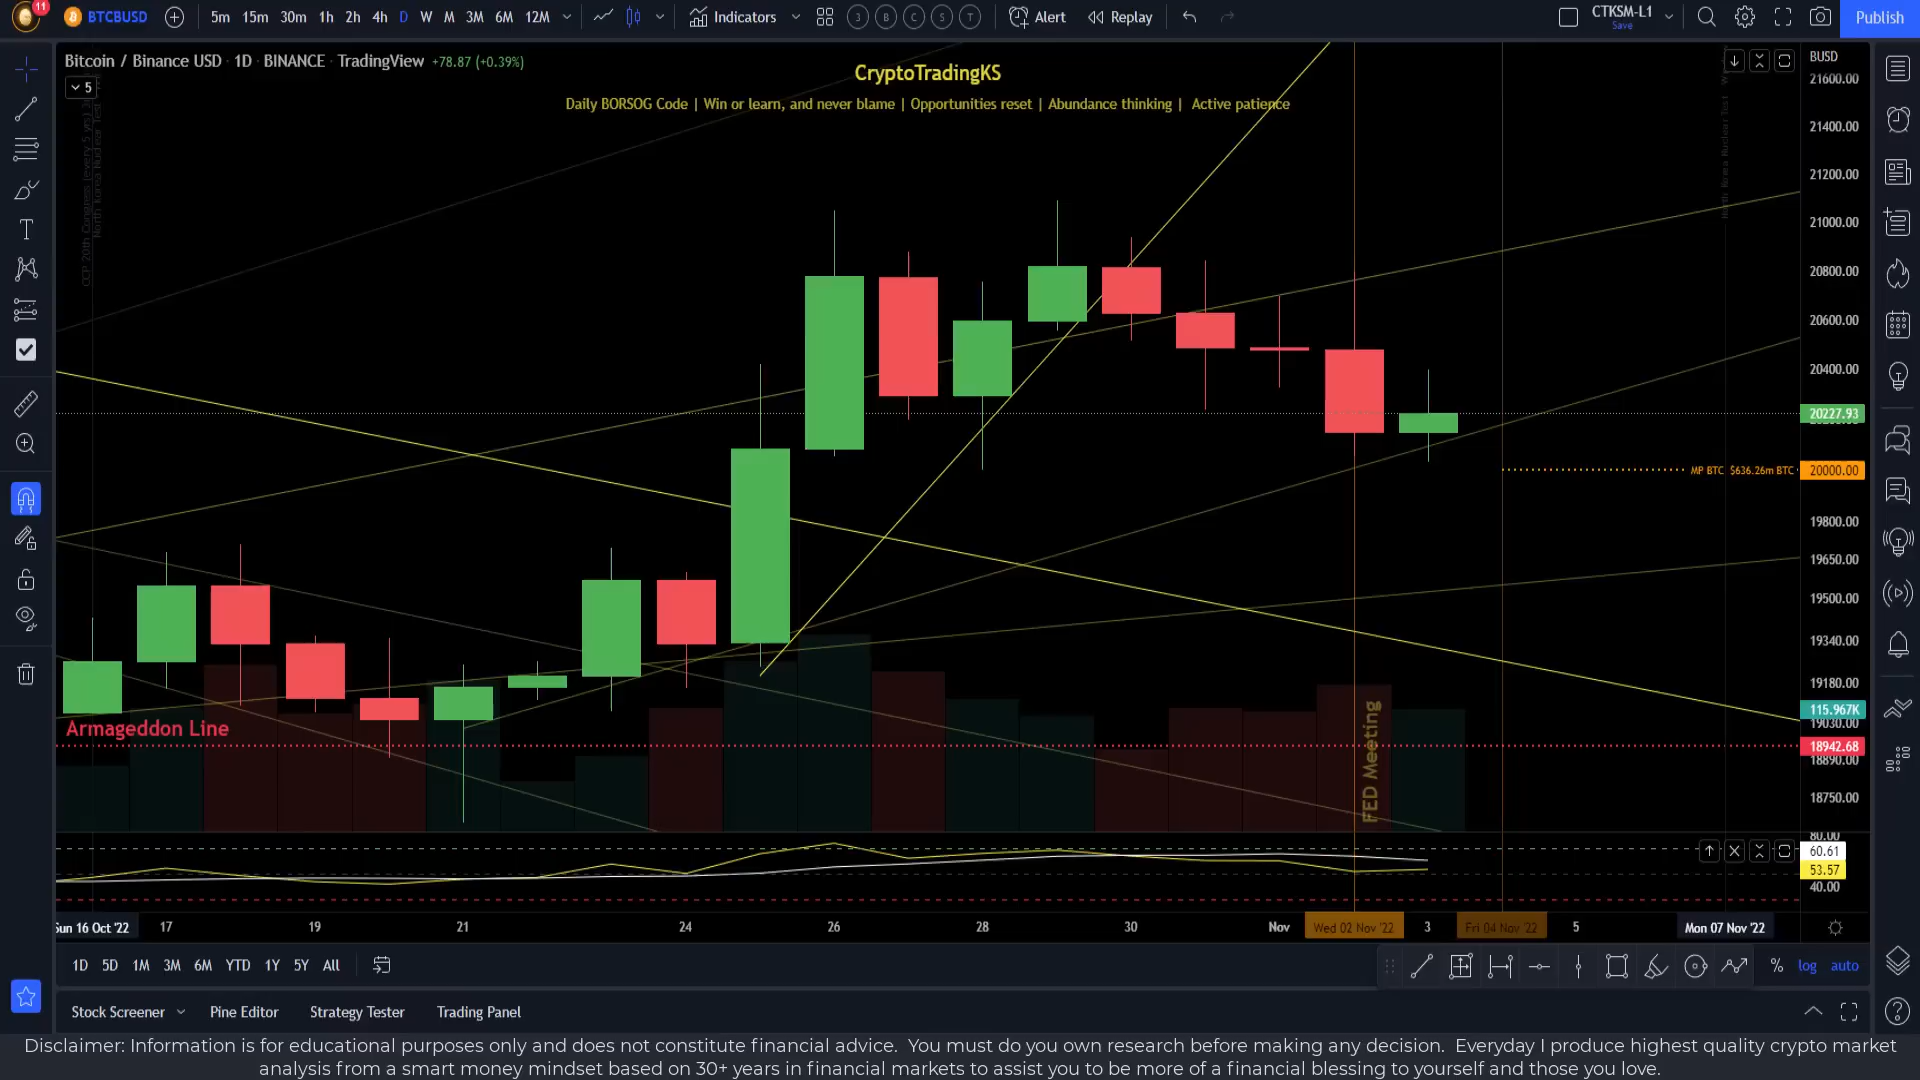 11
BTCBUSD
5m 15m 30m 1h 2h 4h D W M 3M 6M 12M
Indicators
3 B C S T
Alert
Replay
CTKSM-L1
Save
Publish
Bitcoin / Binance USD · 1D · BINANCE · TradingView +78.87 (+0.39%)
5
CryptoTradingKS
Daily BORSOG Code | Win or learn, and never blame | Opportunities reset | Abundance thinking | Active patience
BUSD
21600.00
21400.00
21200.00
21000.00
20800.00
20600.00
20400.00
20227.93
MP BTC $636.26m BTC
20000.00
19800.00
19650.00
19500.00
19340.00
19180.00
115.967K
19030.00
18942.68
18890.00
18750.00
Armageddon Line
FED Meeting
80.00
60.61
53.57
40.00
Sun 16 Oct '22 17 19 21 24 26 28 30 Nov Wed 02 Nov '22 3 Fri 04 Nov '22 5 Mon 07 Nov '22
1D 5D 1M 3M 6M YTD 1Y 5Y All
% log auto
Stock Screener Pine Editor Strategy Tester Trading Panel
Disclaimer: Information is for educational purposes only and does not constitute financial advice. You must do you own research before making any decision. Everyday I produce highest quality crypto market
analysis from a smart money mindset based on 30+ years in financial markets to assist you to be more of a financial blessing to yourself and those you love.